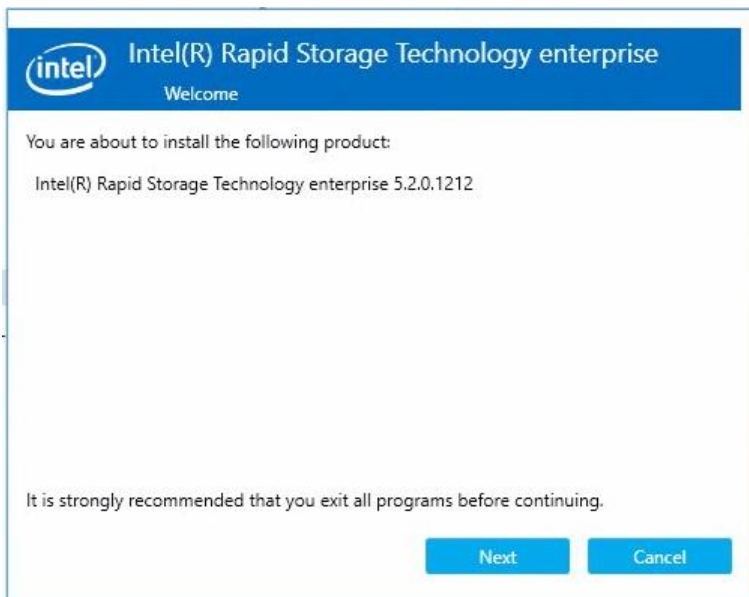 intel
Intel(R) Rapid Storage Technology enterprise
Welcome
You are about to install the following product:
Intel(R) Rapid Storage Technology enterprise 5.2.0.1212
It is strongly recommended that you exit all programs before continuing.
Next
Cancel